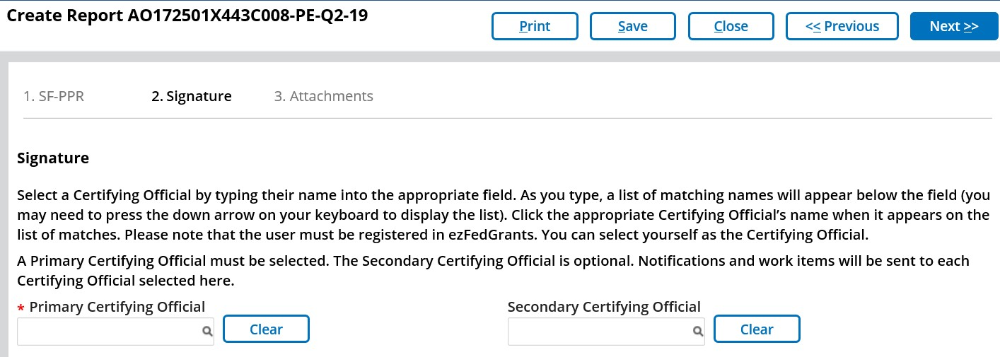 Create Report AO172501X443C008-PE-Q2-19
Print Save Close << Previous Next >>
1. SF-PPR 2. Signature 3. Attachments
Signature
Select a Certifying Official by typing their name into the appropriate field. As you type, a list of matching names will appear below the field (you
may need to press the down arrow on your keyboard to display the list). Click the appropriate Certifying Official’s name when it appears on the
list of matches. Please note that the user must be registered in ezFedGrants. You can select yourself as the Certifying Official.
A Primary Certifying Official must be selected. The Secondary Certifying Official is optional. Notifications and work items will be sent to each
Certifying Official selected here.
* Primary Certifying Official Secondary Certifying Official
Clear Clear